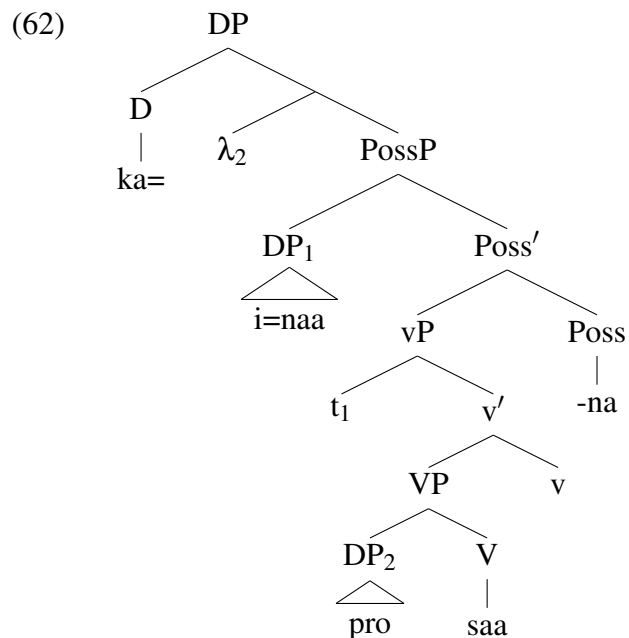 (62)
DP
D
ka=
λ₂
PossP
DP₁
i=naa
Poss′
vP
Poss
-na
t₁
v′
VP
v
DP₂
pro
V
saa